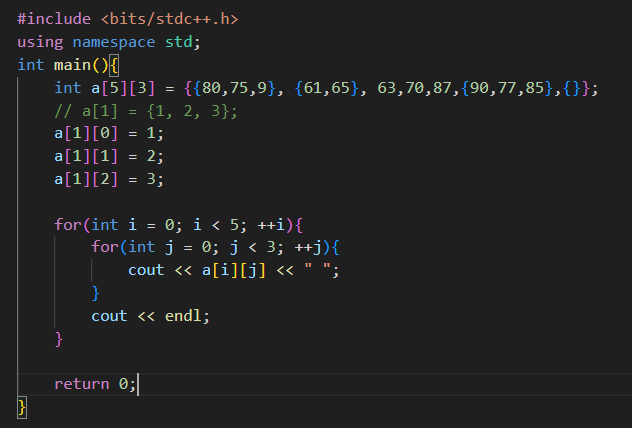 #include <bits/stdc++.h>
using namespace std;
int main(){
    int a[5][3] = {{80,75,9}, {61,65}, 63,70,87,{90,77,85},{}};
    // a[1] = {1, 2, 3};
    a[1][0] = 1;
    a[1][1] = 2;
    a[1][2] = 3;

    for(int i = 0; i < 5; ++i){
        for(int j = 0; j < 3; ++j){
            cout << a[i][j] << " ";
        }
        cout << endl;
    }

    return 0;
}